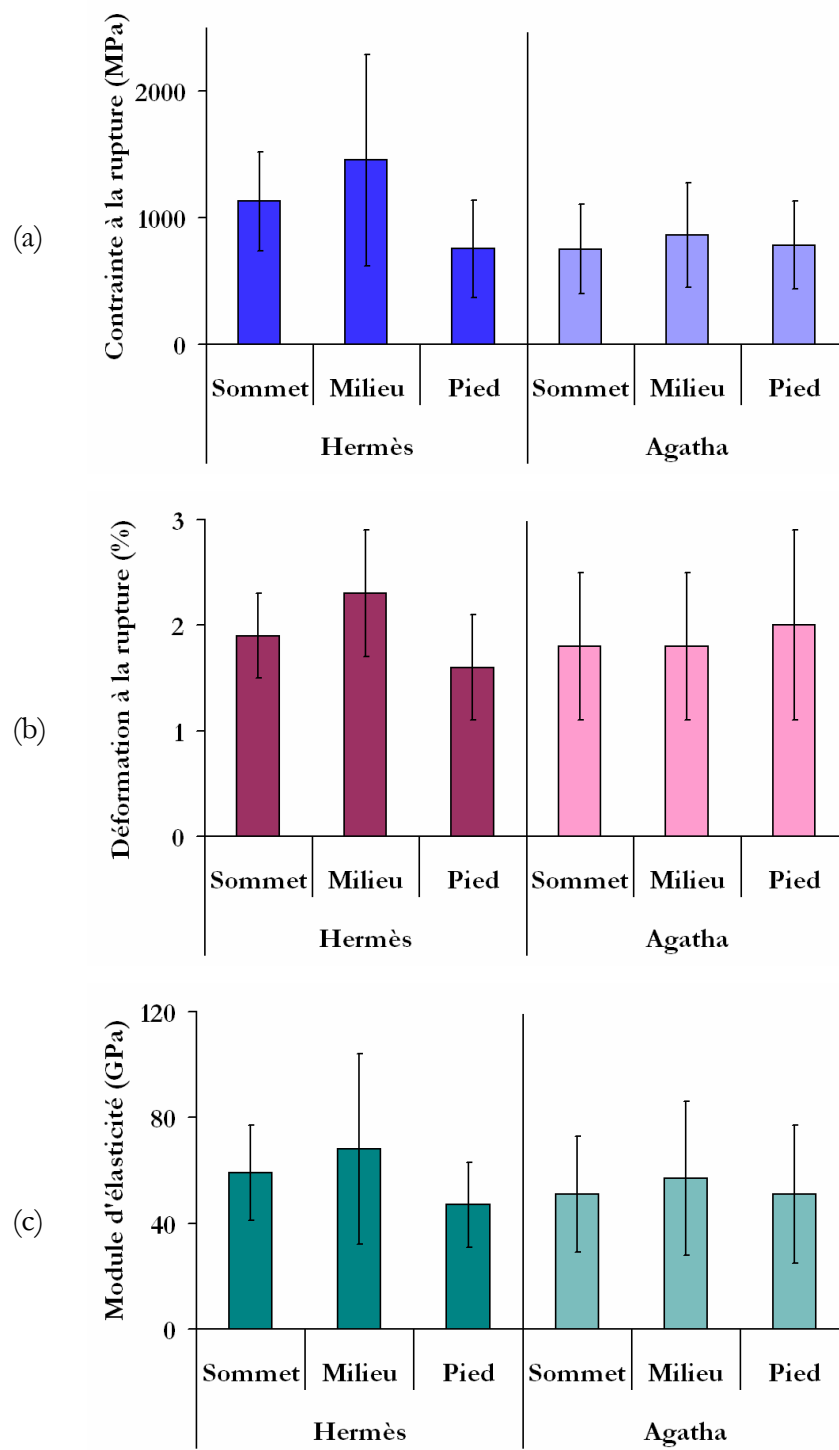 (a)
Contrainte à la rupture (MPa)
2000
1000
0
Sommet Milieu Pied Sommet Milieu Pied
Hermès Agatha
(b)
Déformation à la rupture (%)
3
2
1
0
Sommet Milieu Pied Sommet Milieu Pied
Hermès Agatha
(c)
Module d'élasticité (GPa)
120
80
40
0
Sommet Milieu Pied Sommet Milieu Pied
Hermès Agatha